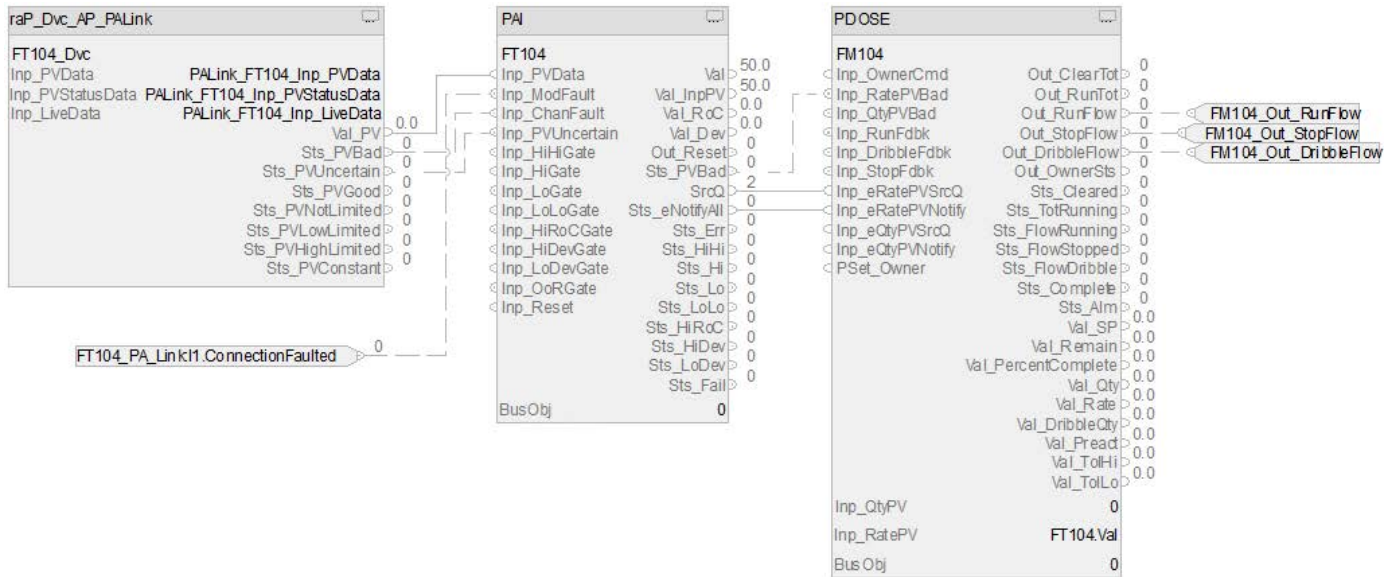 raP_Dvc_AP_PALink
FT104_Dvc
Inp_PVData PALink_FT104_Inp_PVData
Inp_PVStatusData PALink_FT104_Inp_PVStatusData
Inp_LiveData PALink_FT104_Inp_LiveData
Val_PV 0.0
Sts_PVBad 0
Sts_PVUncertain 0
Sts_PVGood 0
Sts_PVNotLimited 0
Sts_PVLowLimited 0
Sts_PVHighLimited 0
Sts_PVConstant 0
FT104_PA_Link:I1.ConnectionFaulted 0
PAI
FT104
Inp_PVData Val 50.0
Inp_ModFault Val_InpPV 50.0
Inp_ChanFault Val_RoC 0.0
Inp_PVUncertain Val_Dev 0.0
Inp_HiHiGate Out_Reset 0
Inp_HiGate Sts_PVBad 0
Inp_LoGate SrcQ 2
Inp_LoLoGate Sts_eNotifyAll 0
Inp_HiRoCGate Sts_Err 0
Inp_HiDevGate Sts_HiHi 0
Inp_LoDevGate Sts_Hi 0
Inp_OoRGate Sts_Lo 0
Inp_Reset Sts_LoLo 0
Sts_HiRoC 0
Sts_HiDev 0
Sts_LoDev 0
Sts_Fail 0
BusObj 0
PDOSE
FM104
Inp_OwnerCmd Out_ClearTot 0
Inp_RatePVBad Out_RunTot 0
Inp_QtyPVBad Out_RunFlow 0
Inp_RunFdbk Out_StopFlow 0
Inp_DribbleFdbk Out_DribbleFlow 0
Inp_StopFdbk Out_OwnerSts 0
Inp_eRatePVSrcQ Sts_Cleared 0
Inp_eRatePVNotify Sts_TotRunning 0
Inp_eQtyPVSrcQ Sts_FlowRunning 0
Inp_eQtyPVNotify Sts_FlowStopped 0
PSet_Owner Sts_FlowDribble 0
Sts_Complete 0
Sts_Alm 0
Val_SP 0.0
Val_Remain 0.0
Val_PercentComplete 0.0
Val_Qty 0.0
Val_Rate 0.0
Val_DribbleQty 0.0
Val_Preact 0.0
Val_TolHi 0.0
Val_TolLo 0.0
Inp_QtyPV 0
Inp_RatePV FT104.Val
BusObj 0
FM104_Out_RunFlow
FM104_Out_StopFlow
FM104_Out_DribbleFlow